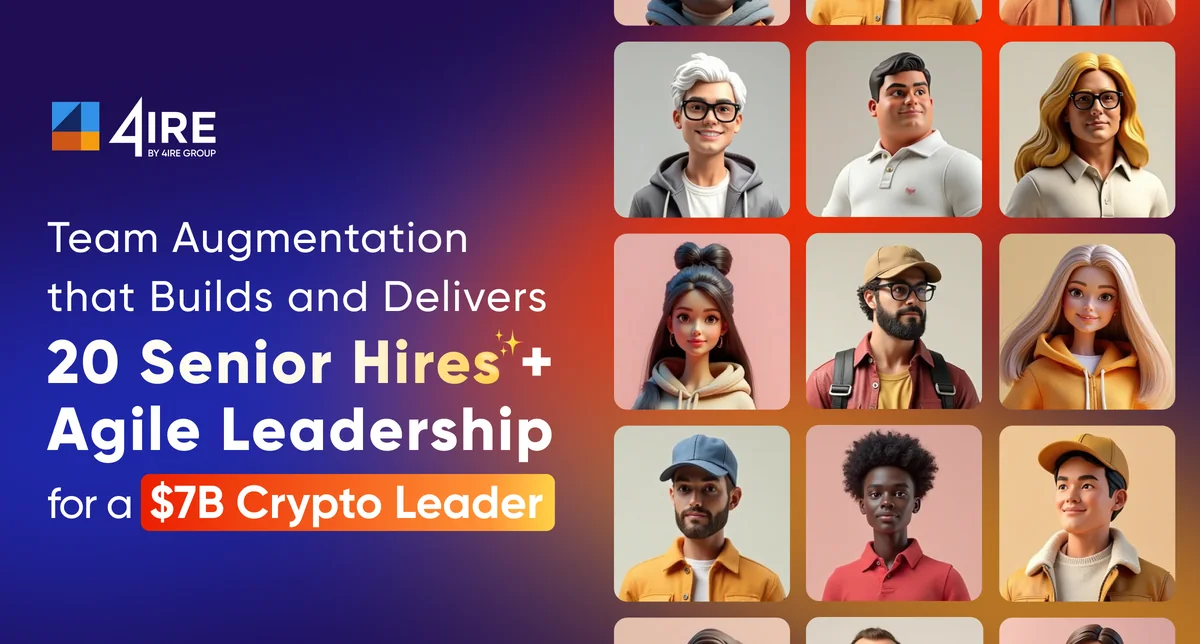 4IRE
BY 4IRE GROUP
Team Augmentation
that Builds and Delivers
20 Senior Hires +
Agile Leadership
for a $7B Crypto Leader